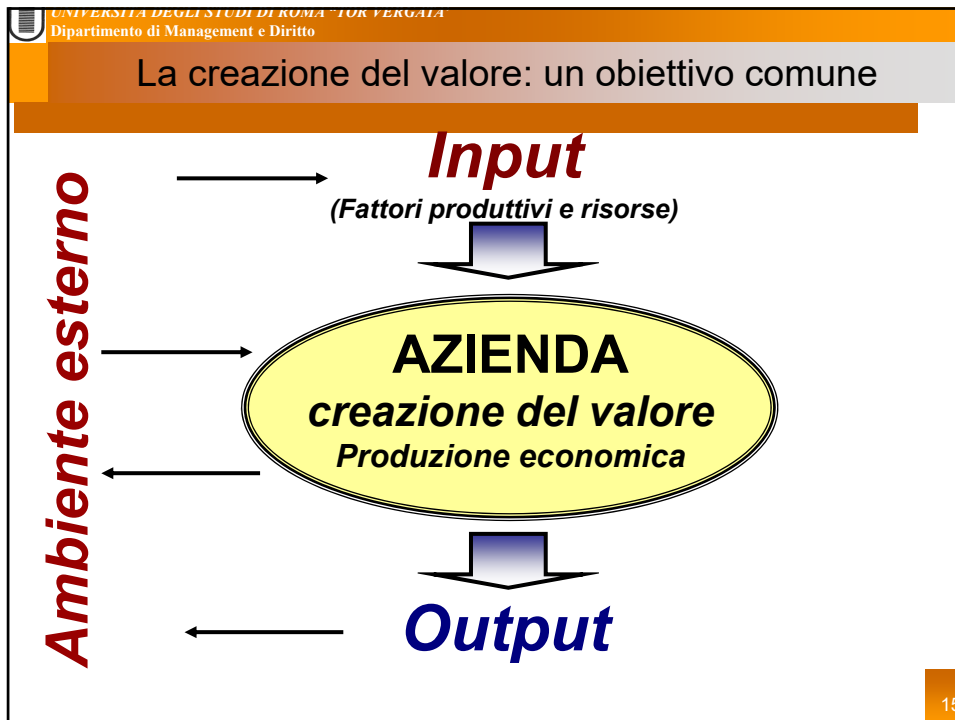 UNIVERSITÀ DEGLI STUDI DI ROMA "TOR VERGATA"
Dipartimento di Management e Diritto
La creazione del valore: un obiettivo comune
Ambiente esterno
Input
(Fattori produttivi e risorse)
AZIENDA
creazione del valore
Produzione economica
Output
15